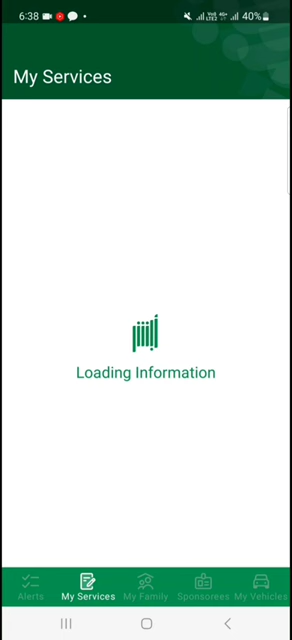 6:38 40%
My Services
Loading Information
Alerts My Services My Family Sponsorees My Vehicles